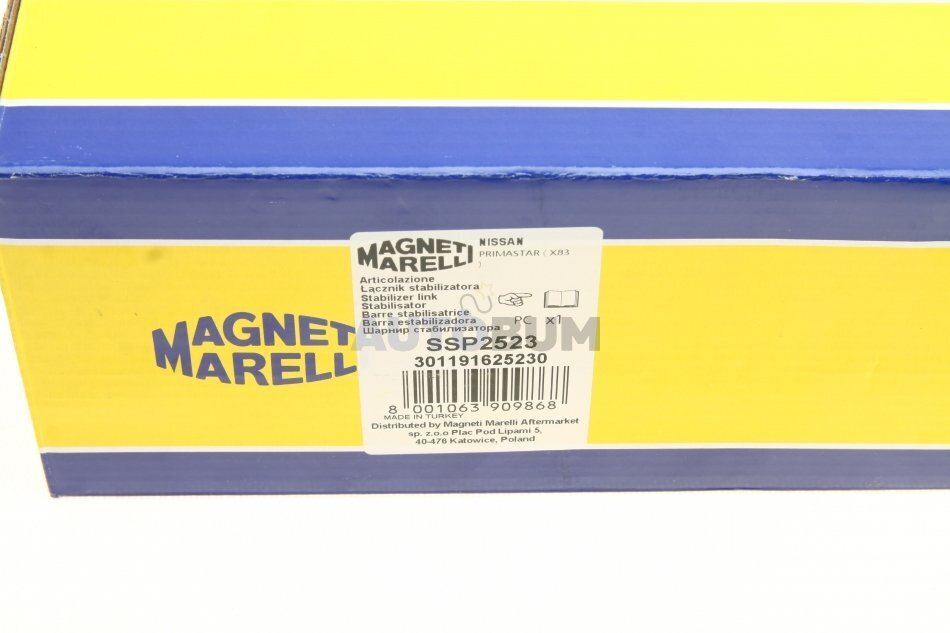 MAGNETI
MARELLI
MAGNETI
MARELLI
NISSAN
PRIMASTAR ( X83
)
Articolazione
Łącznik stabilizatora
Stabilizer link
Stabilisator
Barre stabilisatrice
Barra estabilizadora
Шарнир стабилизатора
PC x1
AUTOBUM
SSP2523
301191625230
8 001063 909868
MADE IN TURKEY
Distributed by Magneti Marelli Aftermarket
sp. z.o.o Plac Pod Lipami 5,
40-476 Katowice, Poland